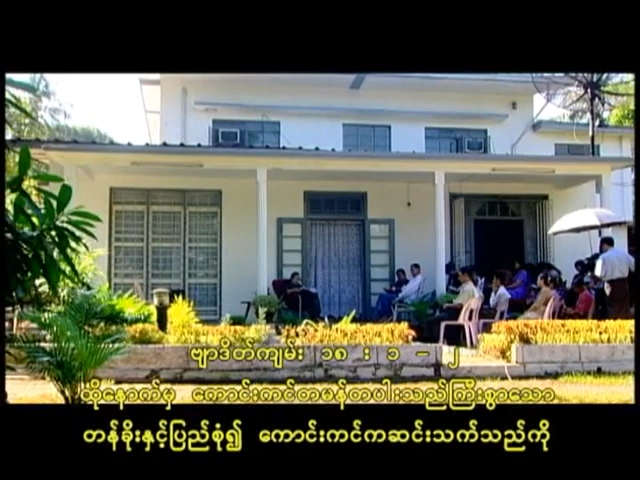 ဗျာဒိတ်ကျမ်း ၁၈ : ၁ - ၂
ထိုနောက်မှ ကောင်းကင်တမန်တပါးသည်ကြီးစွာသော
တန်ခိုးနှင့်ပြည့်စုံ၍ ကောင်းကင်ကဆင်းသက်သည်ကို